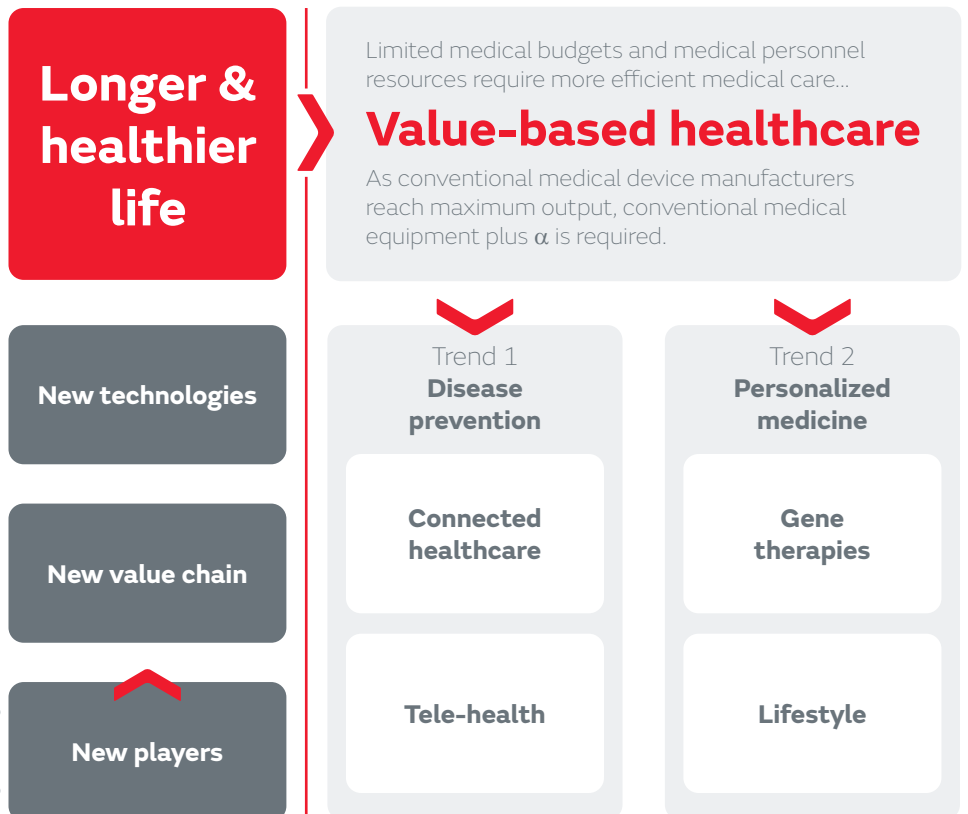 Longer &
healthier
life
Limited medical budgets and medical personnel
resources require more efficient medical care...
Value-based healthcare
As conventional medical device manufacturers
reach maximum output, conventional medical
equipment plus α is required.
New technologies
New value chain
New players
Trend 1
Disease
prevention
Connected
healthcare
Tele-health
Trend 2
Personalized
medicine
Gene
therapies
Lifestyle